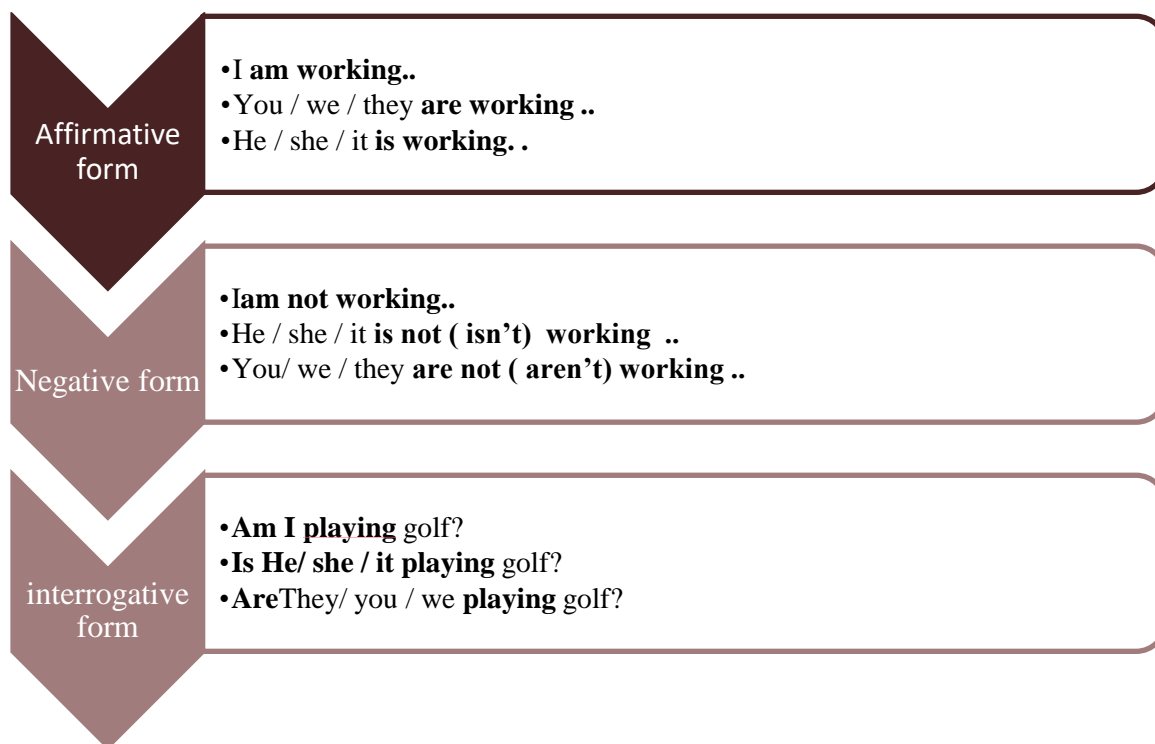 Affirmative
form
•I am working..
•You / we / they are working ..
•He / she / it is working. .
Negative form
•Iam not working..
•He / she / it is not ( isn’t)  working  ..
•You/ we / they are not ( aren’t) working ..
interrogative
form
•Am I playing golf?
•Is He/ she / it playing golf?
•AreThey/ you / we playing golf?